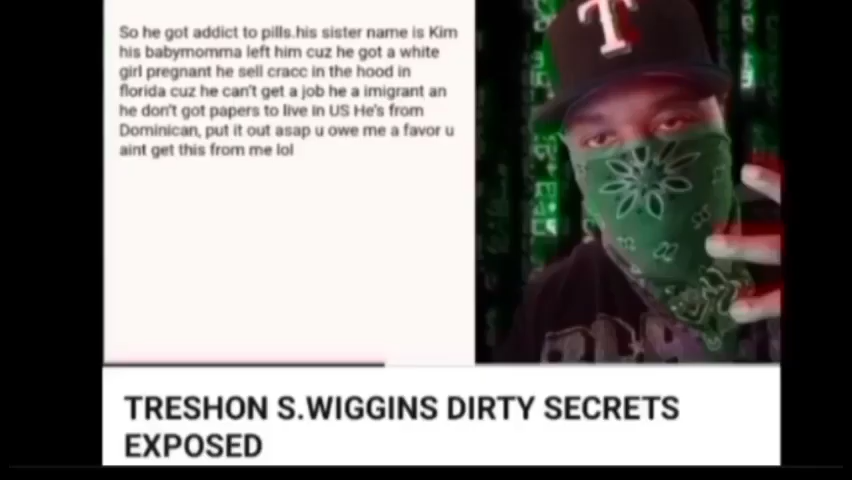 So he got addict to pills.his sister name is Kim
his babymomma left him cuz he got a white
girl pregnant he sell cracc in the hood in
florida cuz he can't get a job he a imigrant an
he don't got papers to live in US He's from
Dominican, put it out asap u owe me a favor u
aint get this from me lol
T
TRESHON S.WIGGINS DIRTY SECRETS
EXPOSED